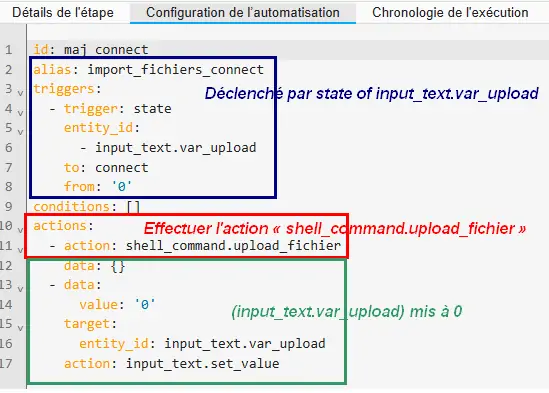 Détails de l'étape Configuration de l'automatisation Chronologie de l'exécution
1 id: maj connect
2 alias: import_fichiers_connect
3 triggers: Déclenché par state of input_text.var_upload
4 - trigger: state
5 entity_id:
6 - input_text.var_upload
7 to: connect
8 from: '0'
9 conditions: []
10 actions: Effectuer l'action « shell_command.upload_fichier »
11 - action: shell_command.upload_fichier
12 data: {}
13 - data:
14 value: '0' (input_text.var_upload) mis à 0
15 target:
16 entity_id: input_text.var_upload
17 action: input_text.set_value